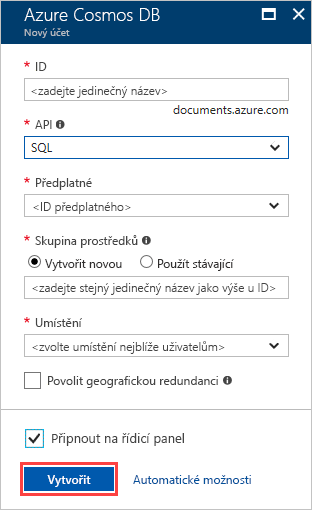 Azure Cosmos DB
Nový účet
* ID
<zadejte jedinečný název>
documents.azure.com
* API
SQL
* Předplatné
<ID předplatného>
* Skupina prostředků
Vytvořit novou Použít stávající
<zadejte stejný jedinečný název jako výše u ID>
* Umístění
<zvolte umístění nejblíže uživatelům>
Povolit geografickou redundanci
Připnout na řídicí panel
Vytvořit Automatické možnosti